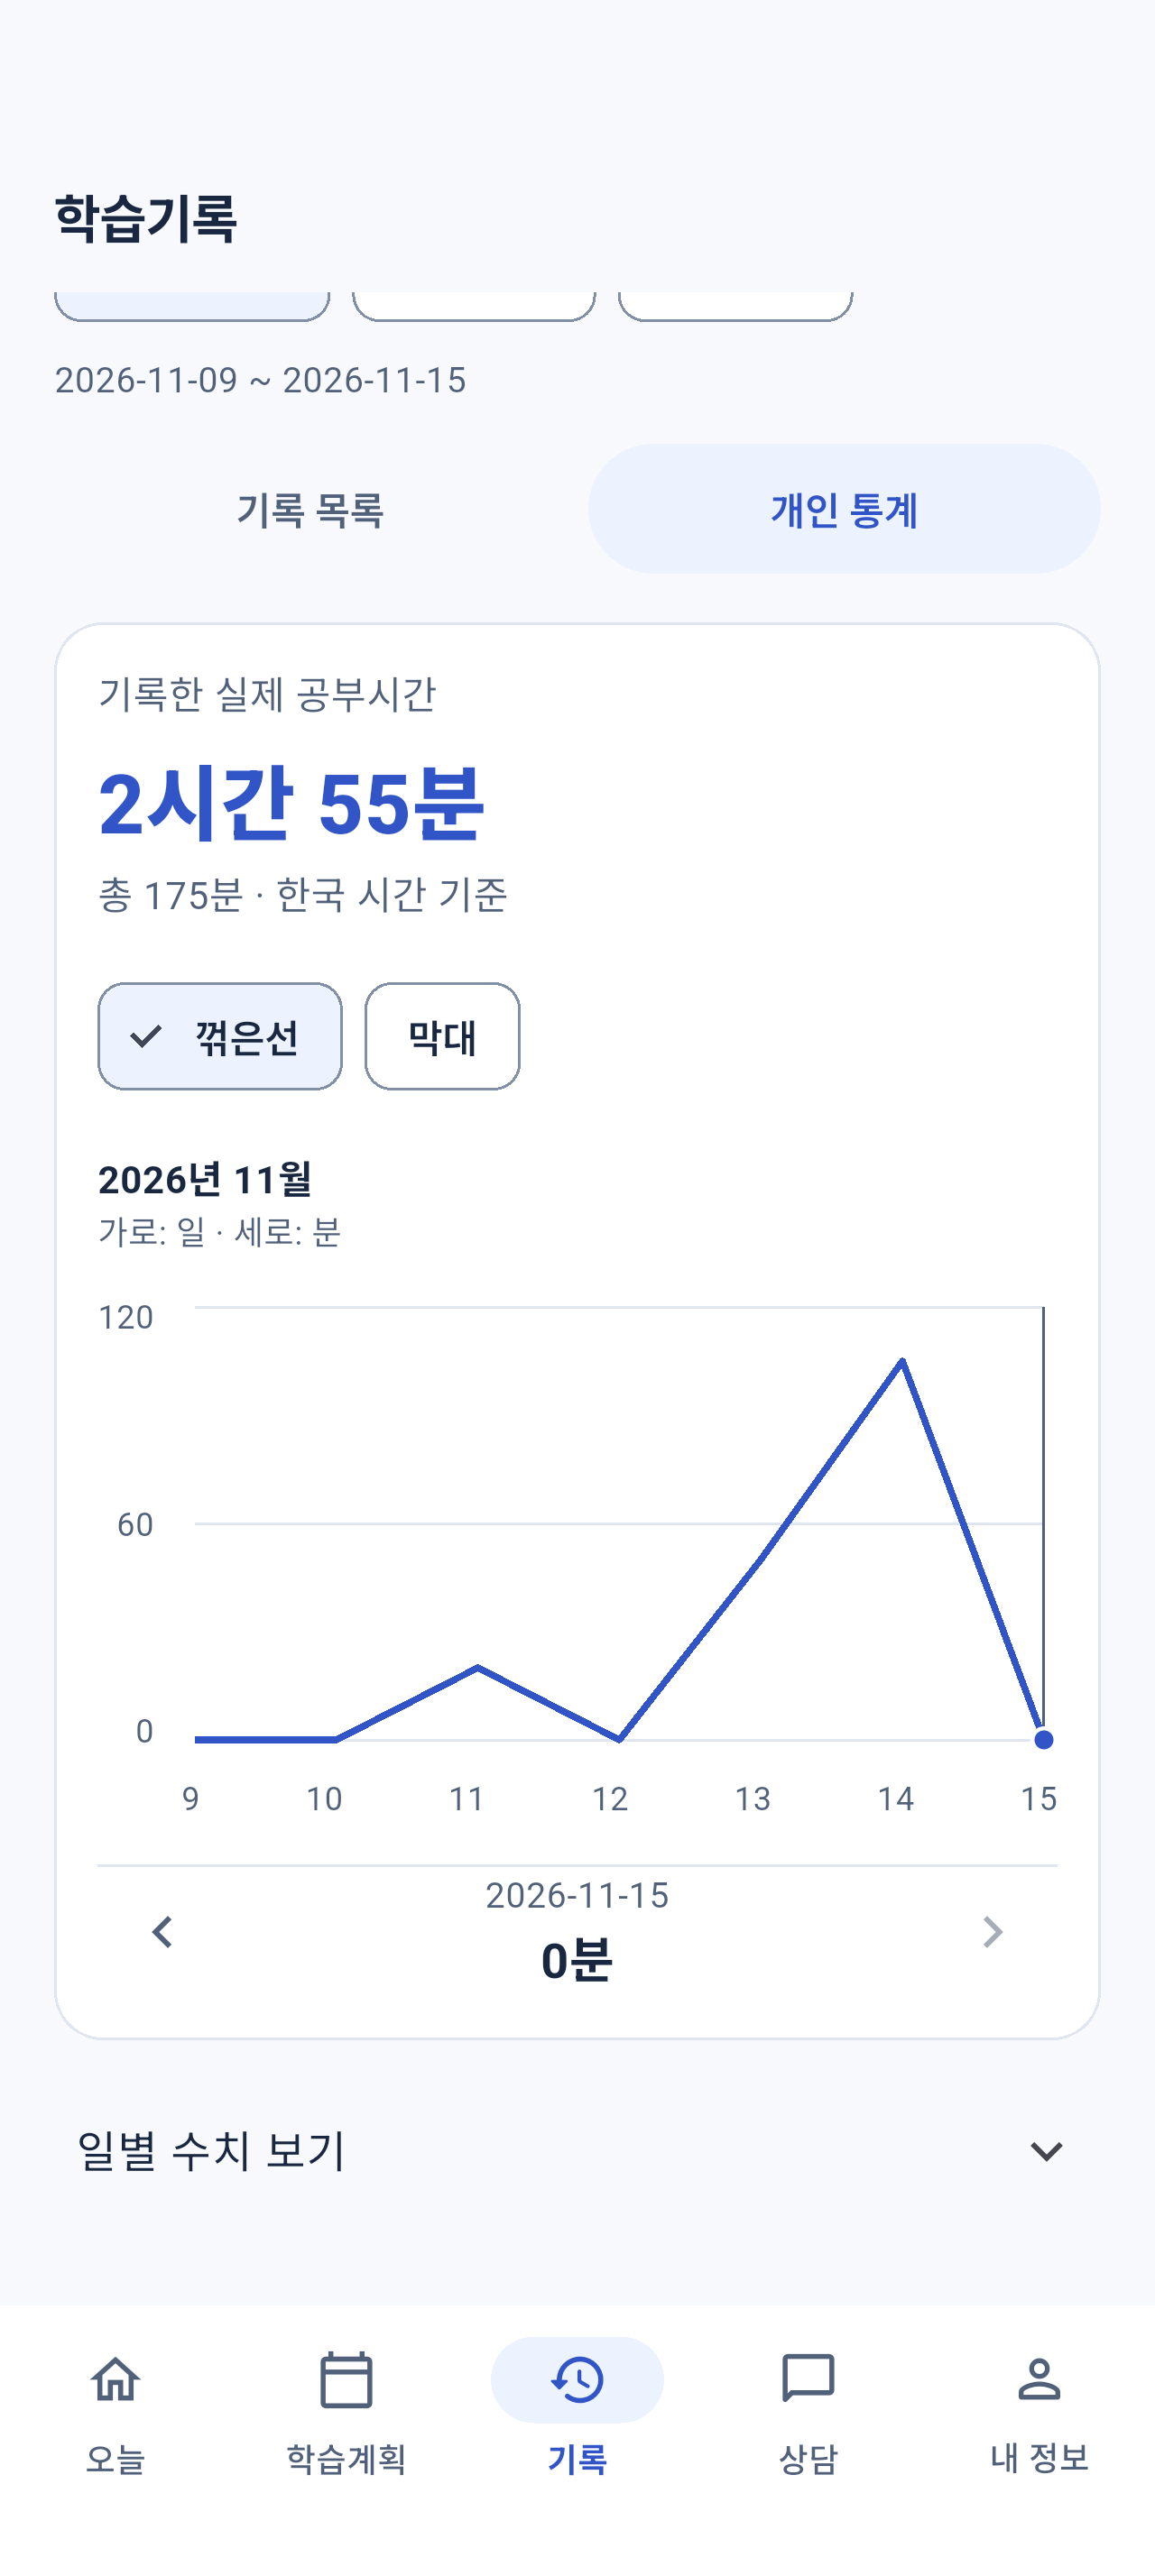 학습기록
2026-11-09 ~ 2026-11-15
기록 목록
개인 통계
기록한 실제 공부시간
2시간 55분
총 175분 · 한국 시간 기준
꺾은선
막대
2026년 11월
가로: 일 · 세로: 분
120
60
0
9 10 11 12 13 14 15
2026-11-15
0분
일별 수치 보기
오늘 학습계획 기록 상담 내 정보